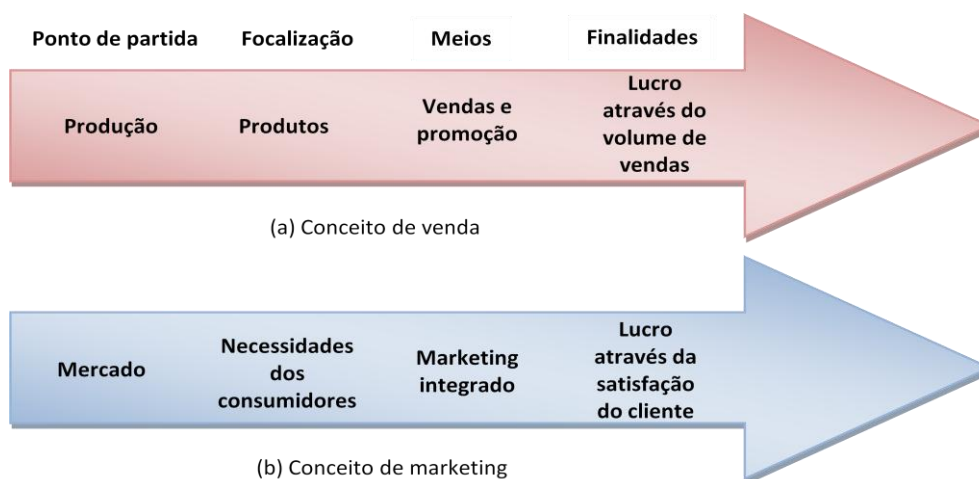 Ponto de partida Focalização Meios Finalidades
Produção
Produtos
Vendas e
promoção
Lucro
através do
volume de
vendas
(a) Conceito de venda
Mercado
Necessidades
dos
consumidores
Marketing
integrado
Lucro
através da
satisfação
do cliente
(b) Conceito de marketing